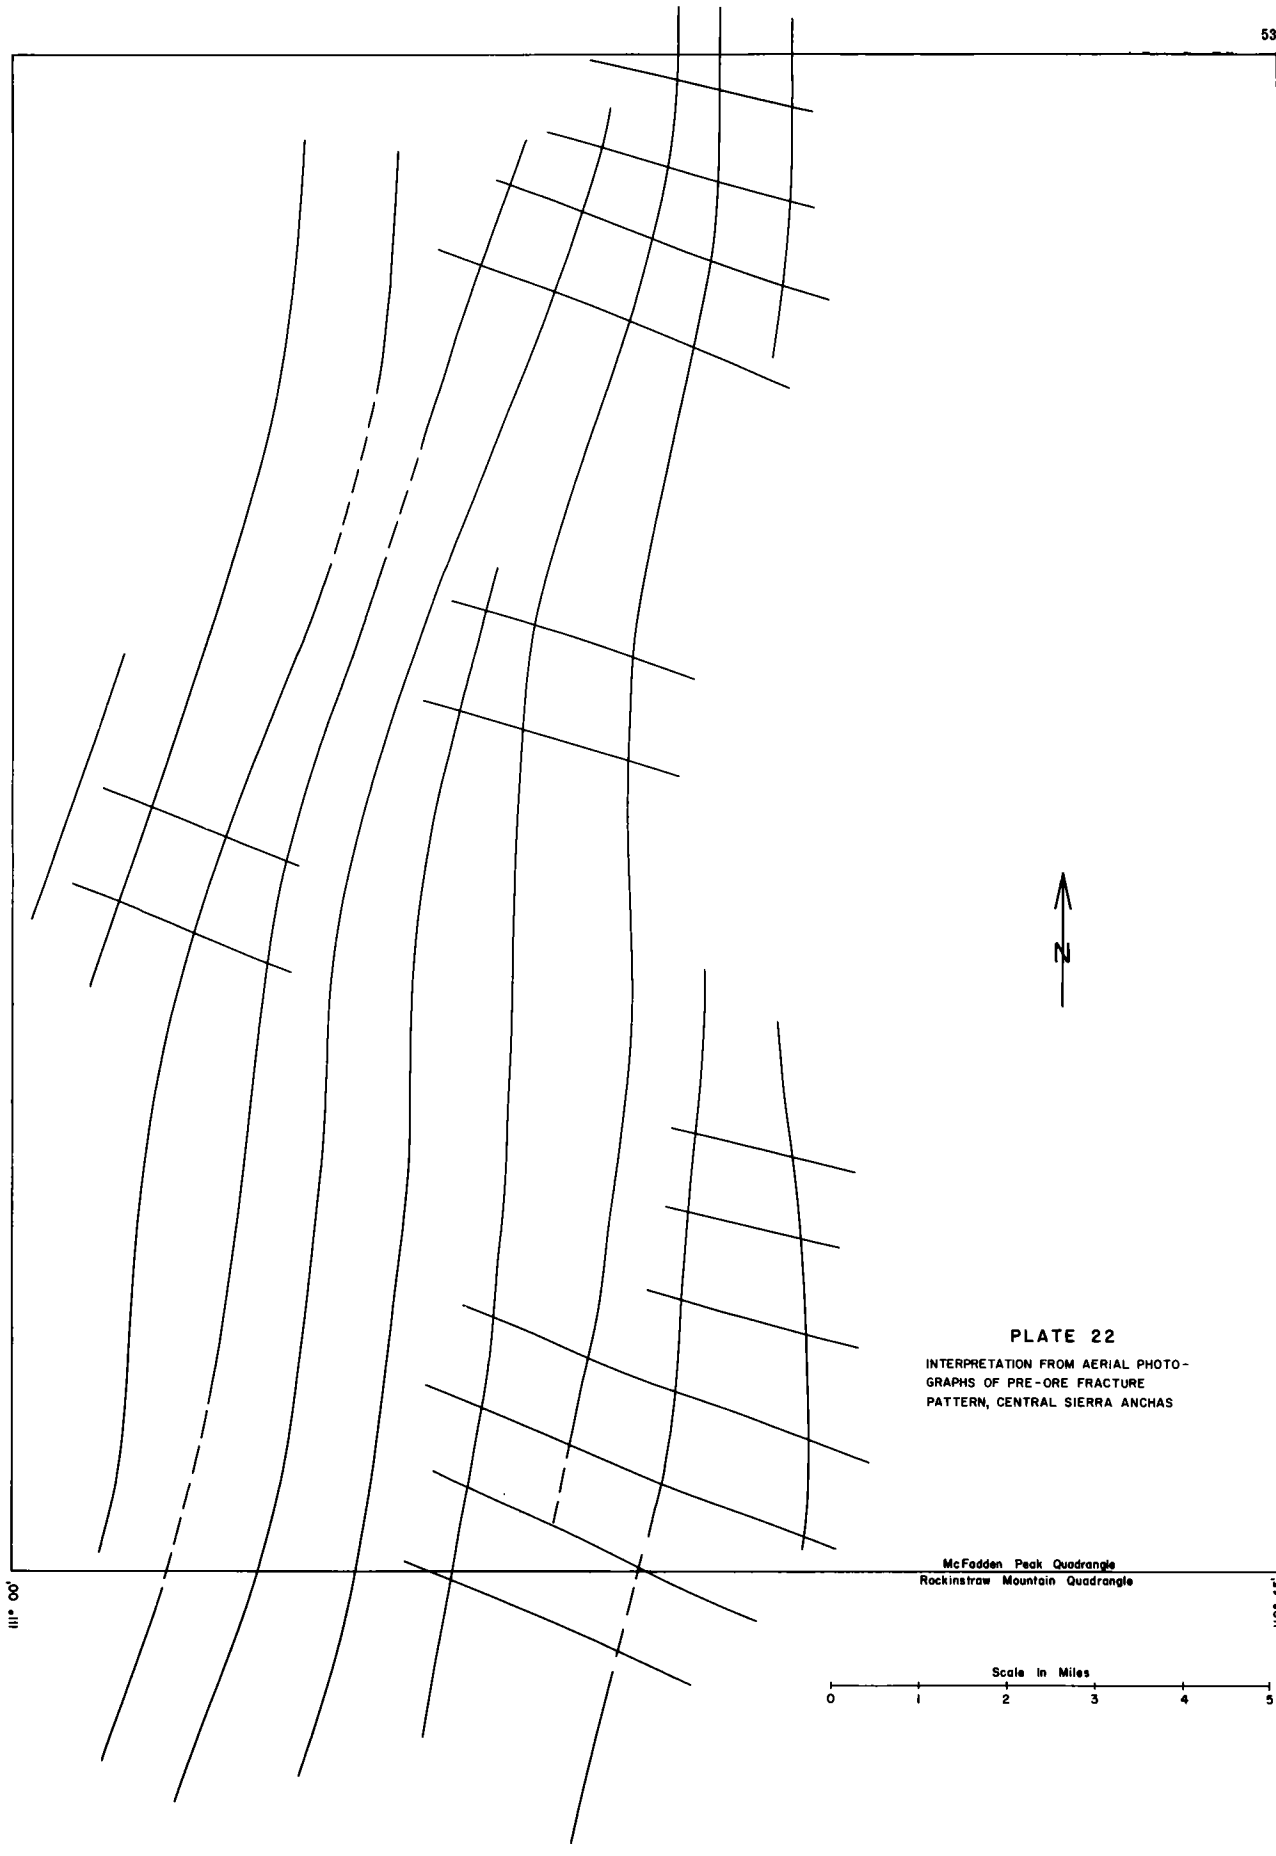 53
N
PLATE 22
INTERPRETATION FROM AERIAL PHOTO-
GRAPHS OF PRE-ORE FRACTURE
PATTERN, CENTRAL SIERRA ANCHAS
McFadden Peak Quadrangle
Rockinstraw Mountain Quadrangle
111° 00'
Scale In Miles
0 1 2 3 4 5